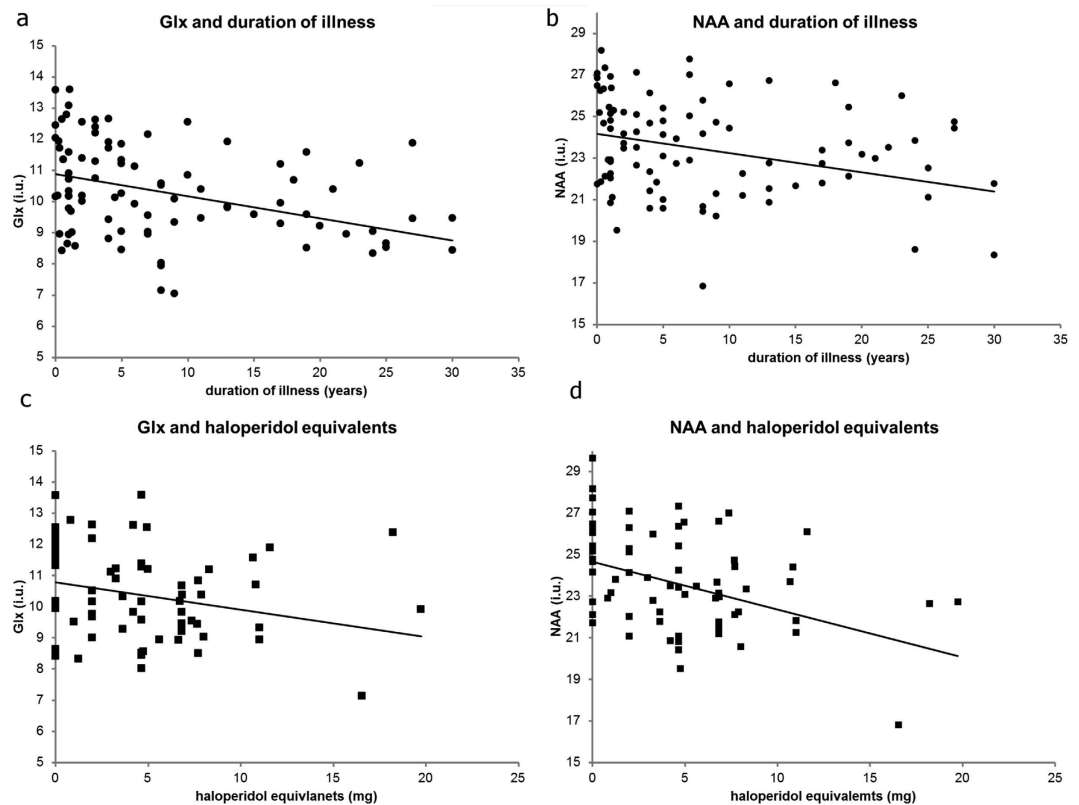 a
Glx and duration of illness
15
14
13
12
11
10
9
8
7
6
5
Glx (i.u.)
0 5 10 15 20 25 30 35
duration of illness (years)
b
NAA and duration of illness
29
27
25
23
21
19
17
15
NAA (i.u.)
0 5 10 15 20 25 30 35
duration of illness (years)
c
Glx and haloperidol equivalents
15
14
13
12
11
10
9
8
7
6
5
Glx (i.u.)
0 5 10 15 20 25
haloperidol equivlanets (mg)
d
NAA and haloperidol equivalents
29
27
25
23
21
19
17
15
NAA (i.u.)
0 5 10 15 20 25
haloperidol equivalemts (mg)